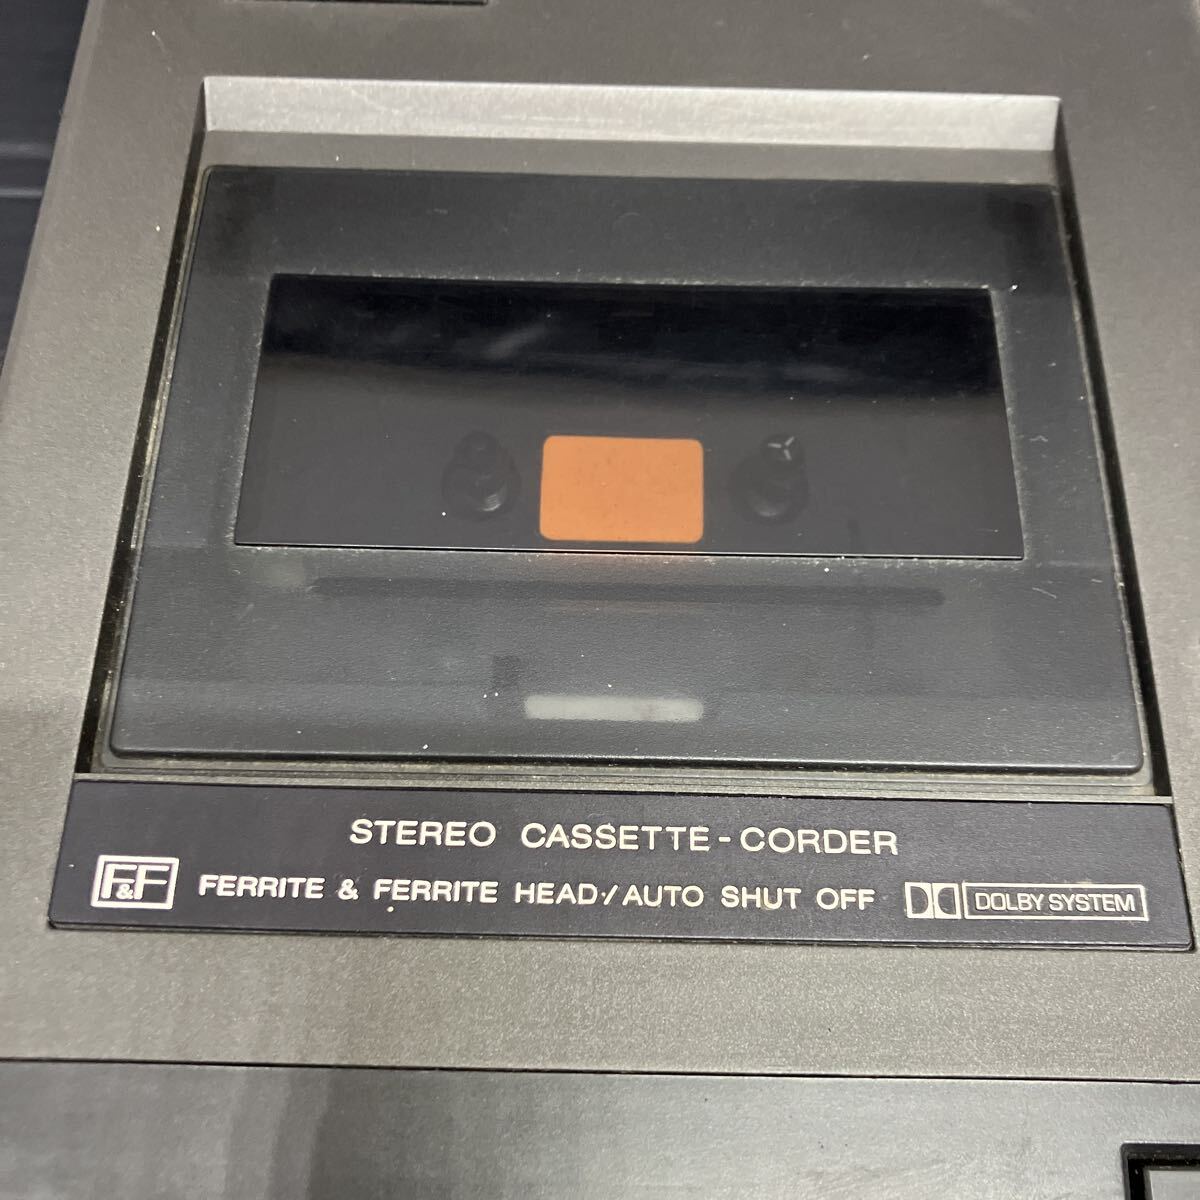 STEREO CASSETTE-CORDER
F&F FERRITE & FERRITE HEAD/AUTO SHUT OFF DOLBY SYSTEM